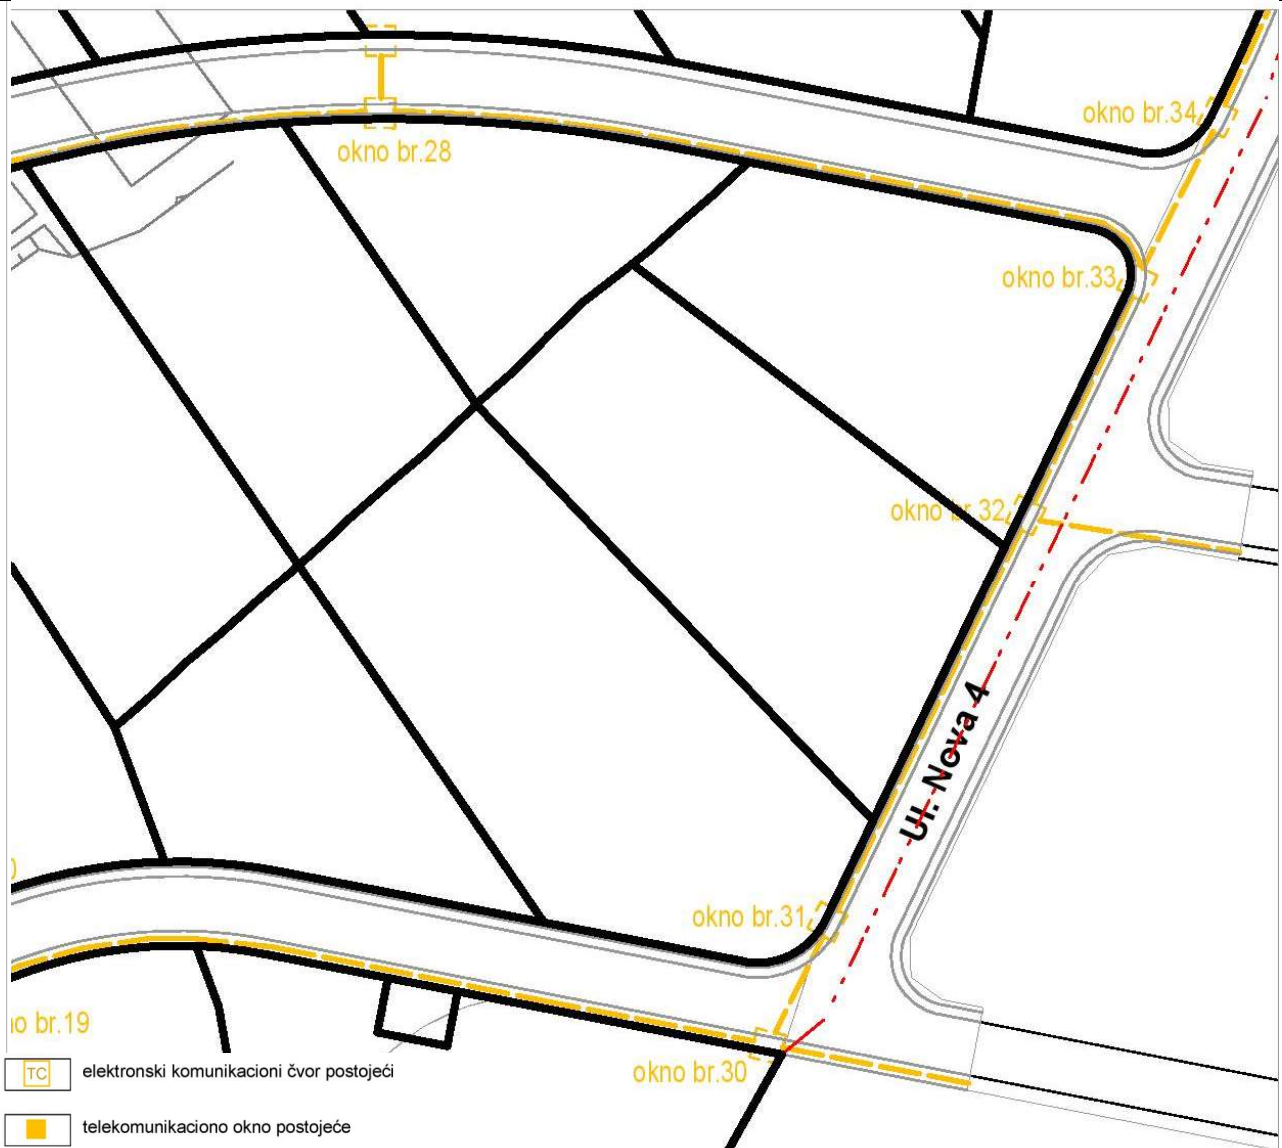 okno br.34
okno br.28
okno br.33
okno br.32
Ul. Nova 4
okno br.31
br.19
okno br.30
TC elektronski komunikacioni čvor postojeći
telekomunikaciono okno postojeće